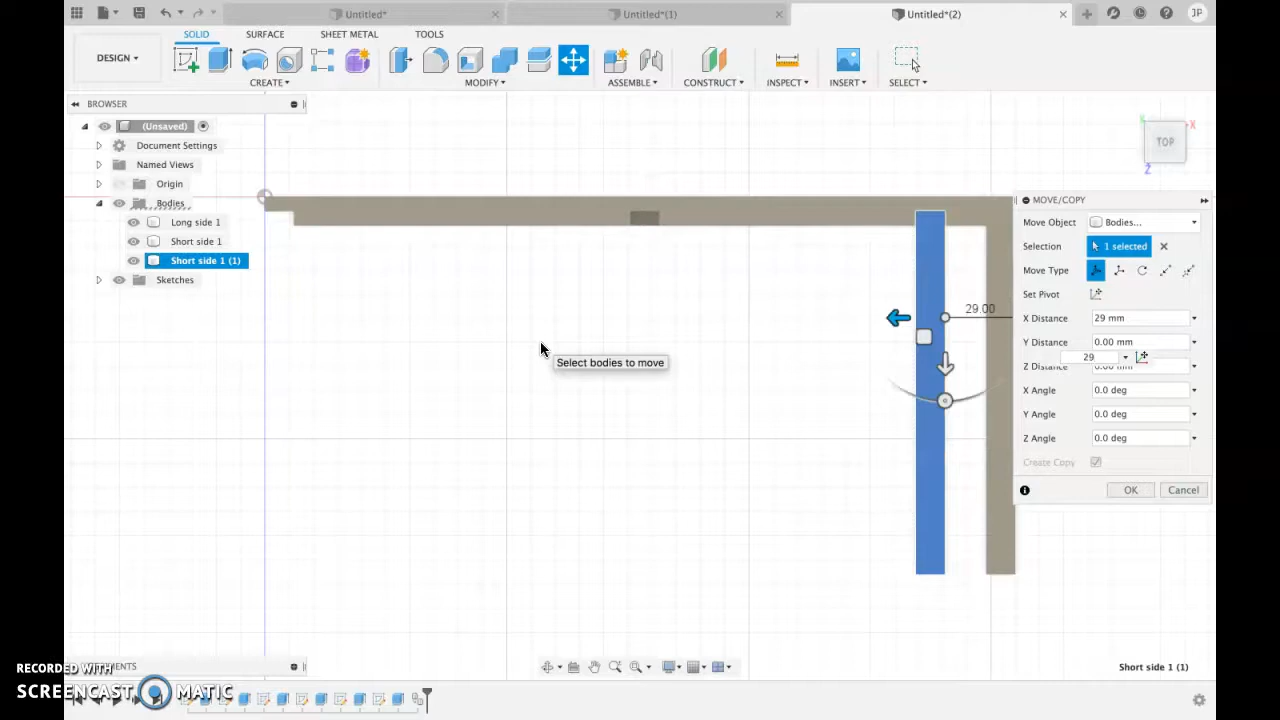 Untitled*
Untitled*(1)
Untitled*(2)
JP
SOLID
SURFACE
SHEET METAL
TOOLS
DESIGN
CREATE
MODIFY
ASSEMBLE
CONSTRUCT
INSPECT
INSERT
SELECT
BROWSER
(Unsaved)
Document Settings
Named Views
Origin
Bodies
Long side 1
Short side 1
Short side 1 (1)
Sketches
X
TOP
Z
29.00
Select bodies to move
MOVE/COPY
Move Object Bodies...
Selection 1 selected
Move Type
Set Pivot
X Distance 29 mm
Y Distance 0.00 mm
29
Z Distance 0.00 mm
X Angle 0.0 deg
Y Angle 0.0 deg
Z Angle 0.0 deg
Create Copy
OK Cancel
Short side 1 (1)
RECORDED WITH
SCREENCAST MATIC